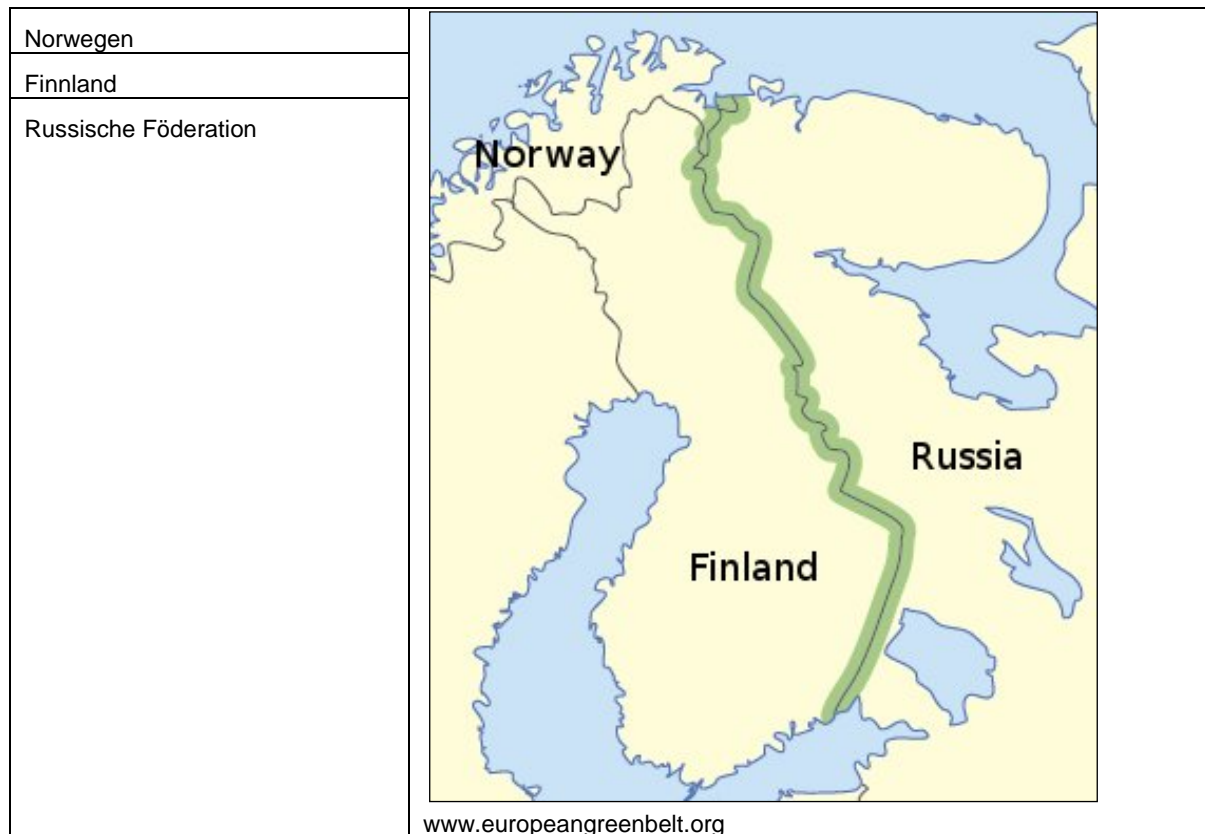 Norwegen
Finnland
Russische Föderation
Norway
Russia
Finland
www.europeangreenbelt.org